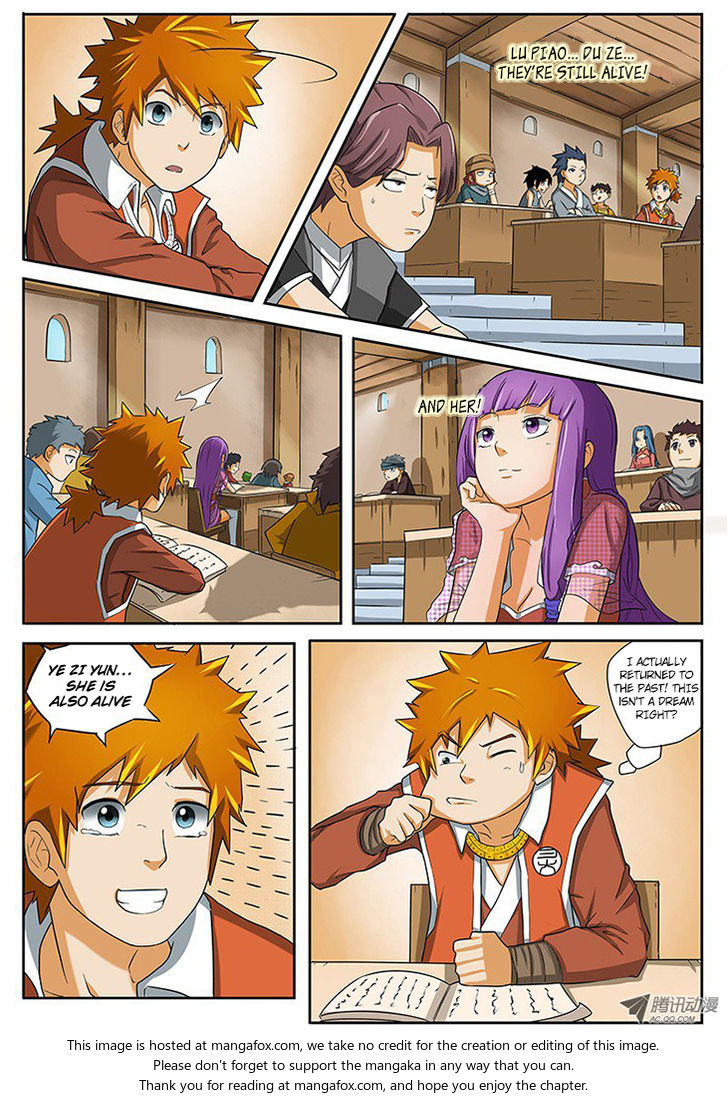 LU PIAO... DU ZE...
THEY'RE STILL ALIVE!
AND HER!
YE ZI YUN...
SHE IS
ALSO ALIVE
I ACTUALLY
RETURNED TO
THE PAST! THIS
ISN'T A DREAM
RIGHT?
腾讯动漫
AC.QQ.COM
This image is hosted at mangafox.com, we take no credit for the creation or editing of this image.
Please don't forget to support the mangaka in any way that you can.
Thank you for reading at mangafox.com, and hope you enjoy the chapter.